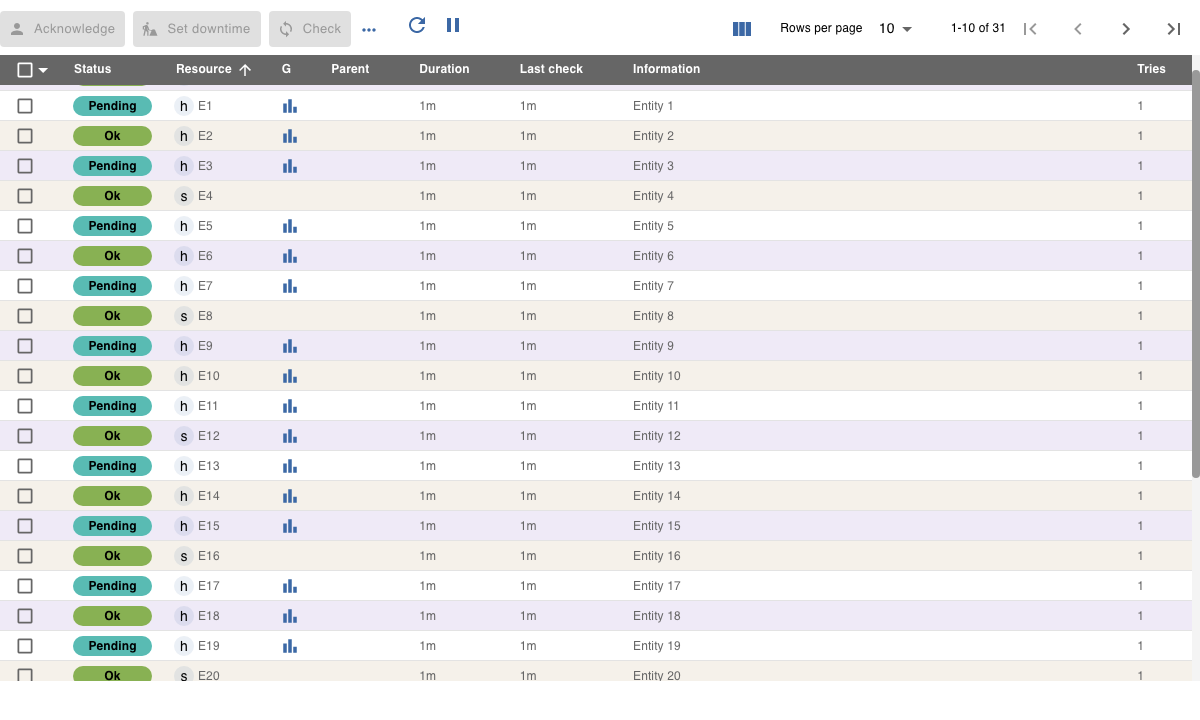 Acknowledge Set downtime Check ... Rows per page 10 1-10 of 31
Status Resource G Parent Duration Last check Information Tries
Pending h E1 1m 1m Entity 1 1
Ok h E2 1m 1m Entity 2 1
Pending h E3 1m 1m Entity 3 1
Ok s E4 1m 1m Entity 4 1
Pending h E5 1m 1m Entity 5 1
Ok h E6 1m 1m Entity 6 1
Pending h E7 1m 1m Entity 7 1
Ok s E8 1m 1m Entity 8 1
Pending h E9 1m 1m Entity 9 1
Ok h E10 1m 1m Entity 10 1
Pending h E11 1m 1m Entity 11 1
Ok s E12 1m 1m Entity 12 1
Pending h E13 1m 1m Entity 13 1
Ok h E14 1m 1m Entity 14 1
Pending h E15 1m 1m Entity 15 1
Ok s E16 1m 1m Entity 16 1
Pending h E17 1m 1m Entity 17 1
Ok h E18 1m 1m Entity 18 1
Pending h E19 1m 1m Entity 19 1
Ok s E20 1m 1m Entity 20 1